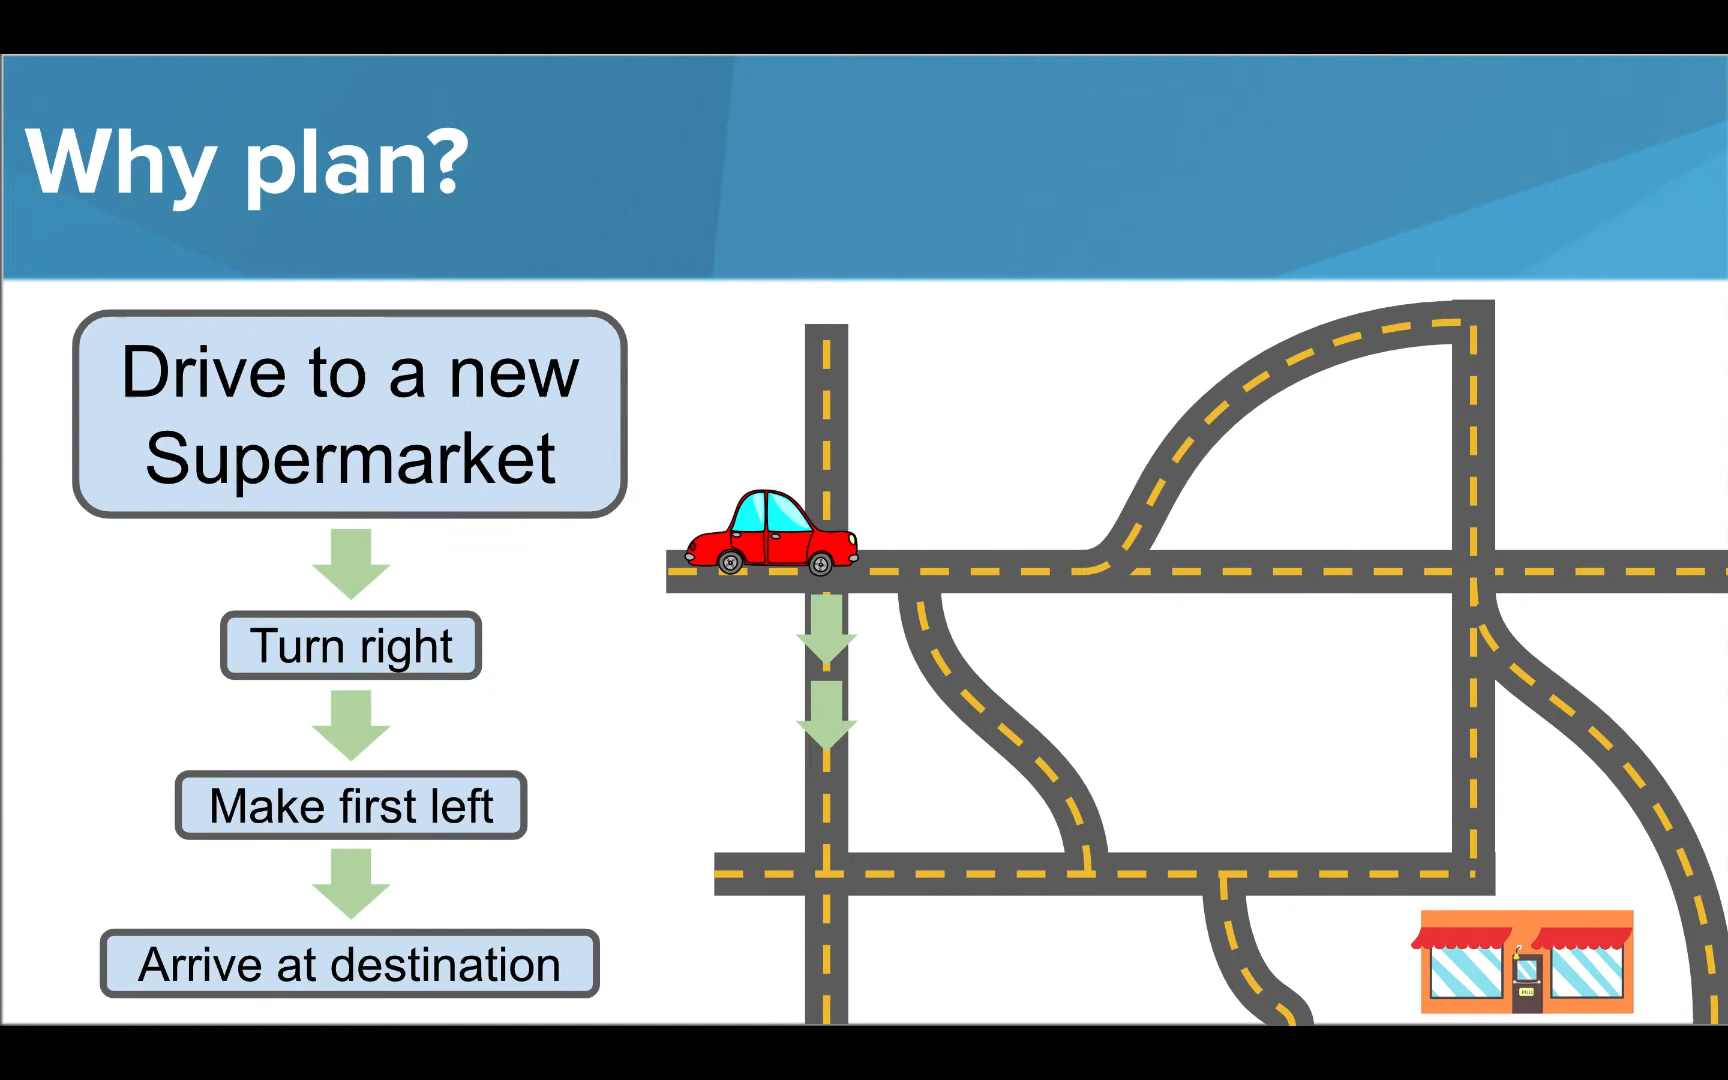 Why plan?
Drive to a new
Supermarket
Turn right
Make first left
Arrive at destination